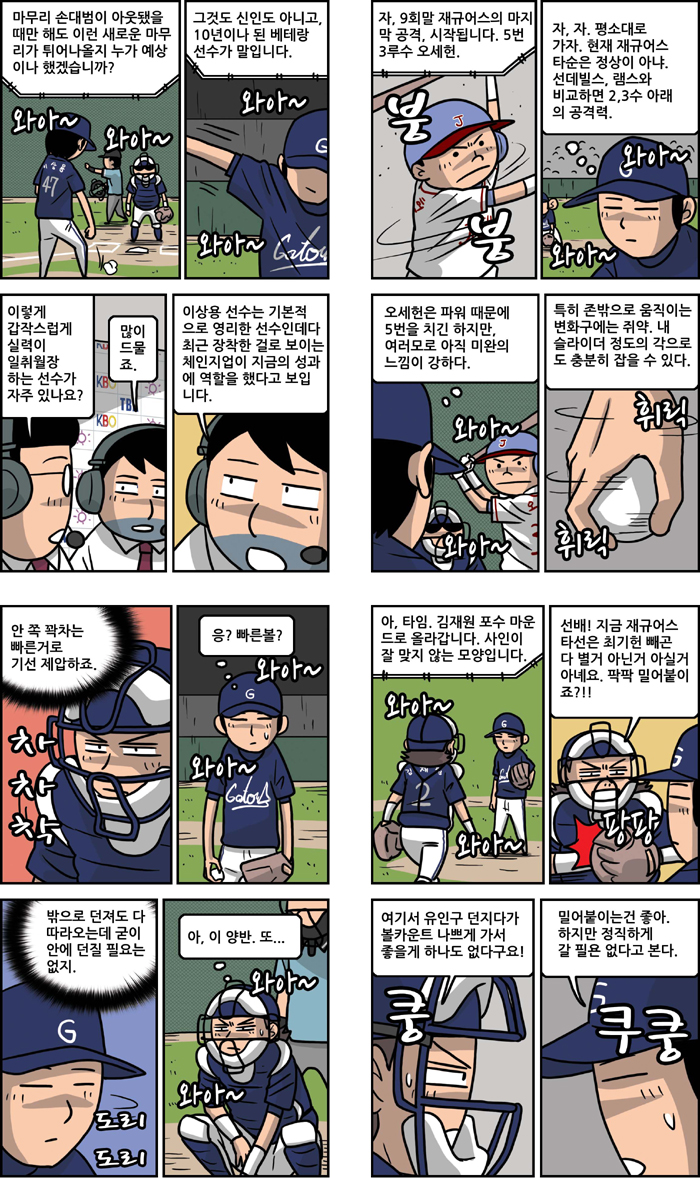 마무리 손대범이 아웃됐을
때만 해도 이런 새로운 마무
리가 튀어나올지 누가 예상
이나 했겠습니까?
와아~
와아~
이상용
47
그것도 신인도 아니고,
10년이나 된 베테랑
선수가 말입니다.
와아~
G
와아~
Gators
이렇게
갑작스럽게
실력이
일취월장
하는 선수가
자주 있나요?
많이
드물
죠.
KBO
KBO
이상용 선수는 기본적
으로 영리한 선수인데다
최근 장착한 걸로 보이는
체인지업이 지금의 성과
에 역할을 했다고 보입
니다.
자, 9회말 재규어스의 마지
막 공격, 시작됩니다. 5번
3루수 오세헌.
붇
J
붇
자, 자. 평소대로
가자. 현재 재규어스
타순은 정상이 아냐.
선데빌스, 램스와
비교하면 2,3수 아래
의 공격력.
와아~
와아~
오세헌은 파워 때문에
5번을 치긴 하지만,
여러모로 아직 미완의
느낌이 강하다.
와아~
J
와아~
특히 존밖으로 움직이는
변화구에는 쥐약. 내
슬라이더 정도의 각으로
도 충분히 잡을 수 있다.
휘릭
휘릭
안 쪽 꽉차는
빠른거로
기선 제압하죠.
차
차
착
응? 빠른볼?
와아~
G
와아~
Gators
밖으로 던져도 다
따라오는데 굳이
안에 던질 필요는
없지.
G
도리
도리
아, 이 양반. 또...
와아~
와아~
아, 타임. 김재원 포수 마운
드로 올라갑니다. 사인이
잘 맞지 않는 모양입니다.
와아~
G
김재원
2
Gators
와아~
선배! 지금 재규어스
타선은 최기헌 빼곤
다 별거 아닌거 아실거
아네요. 팍팍 밀어붙이
죠?!!
G
팡팡
여기서 유인구 던지다가
볼카운트 나쁘게 가서
좋을게 하나도 없다구요!
쿵
밀어붙이는건 좋아.
하지만 정직하게
갈 필욘 없다고 본다.
G
쿠쿵